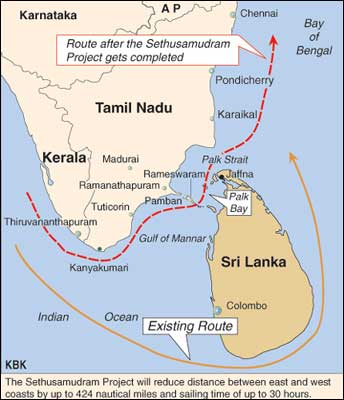 Karnataka
A P
Chennai
Bay
of
Bengal
Route after the Sethusamudram
Project gets completed
Pondicherry
Tamil Nadu
Karaikal
Kerala
Madurai
Palk Strait
Rameswaram
Jaffna
Ramanathapuram
Tuticorin
Pamban
Palk
Bay
Thiruvananthapuram
Gulf of Mannar
Kanyakumari
Sri Lanka
Colombo
Indian Ocean
Existing Route
KBK
The Sethusamudram Project will reduce distance between east and west
coasts by up to 424 nautical miles and sailing time of up to 30 hours.